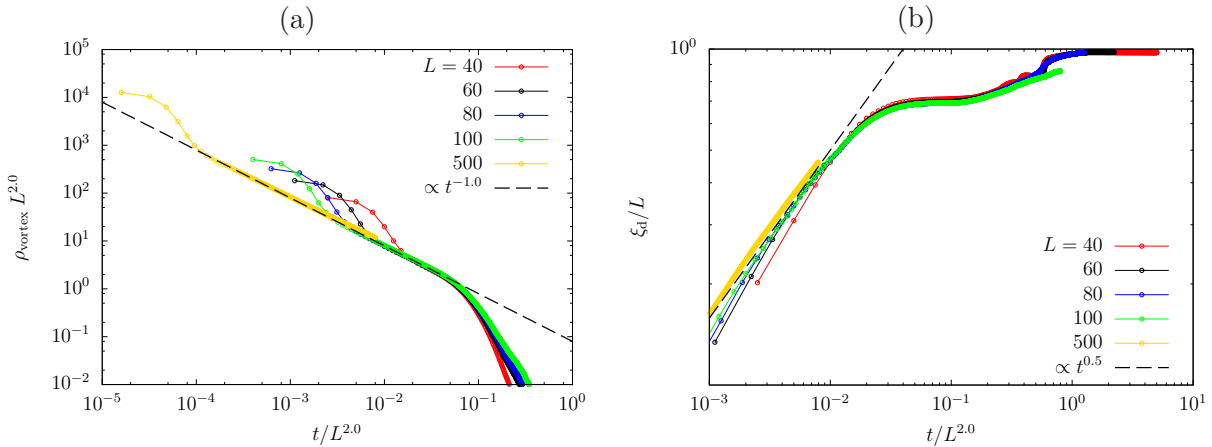 (a)
10^5
10^4
10^3
10^2
10^1
10^0
10^{-1}
10^{-2}
10^{-5}
10^{-4}
10^{-3}
10^{-2}
10^{-1}
10^0
ρ_vortex L^{2.0}
t/L^{2.0}
L = 40
60
80
100
500
∝ t^{-1.0}
(b)
10^0
10^{-3}
10^{-2}
10^{-1}
10^0
10^1
ξ_d/L
t/L^{2.0}
L = 40
60
80
100
500
∝ t^{0.5}